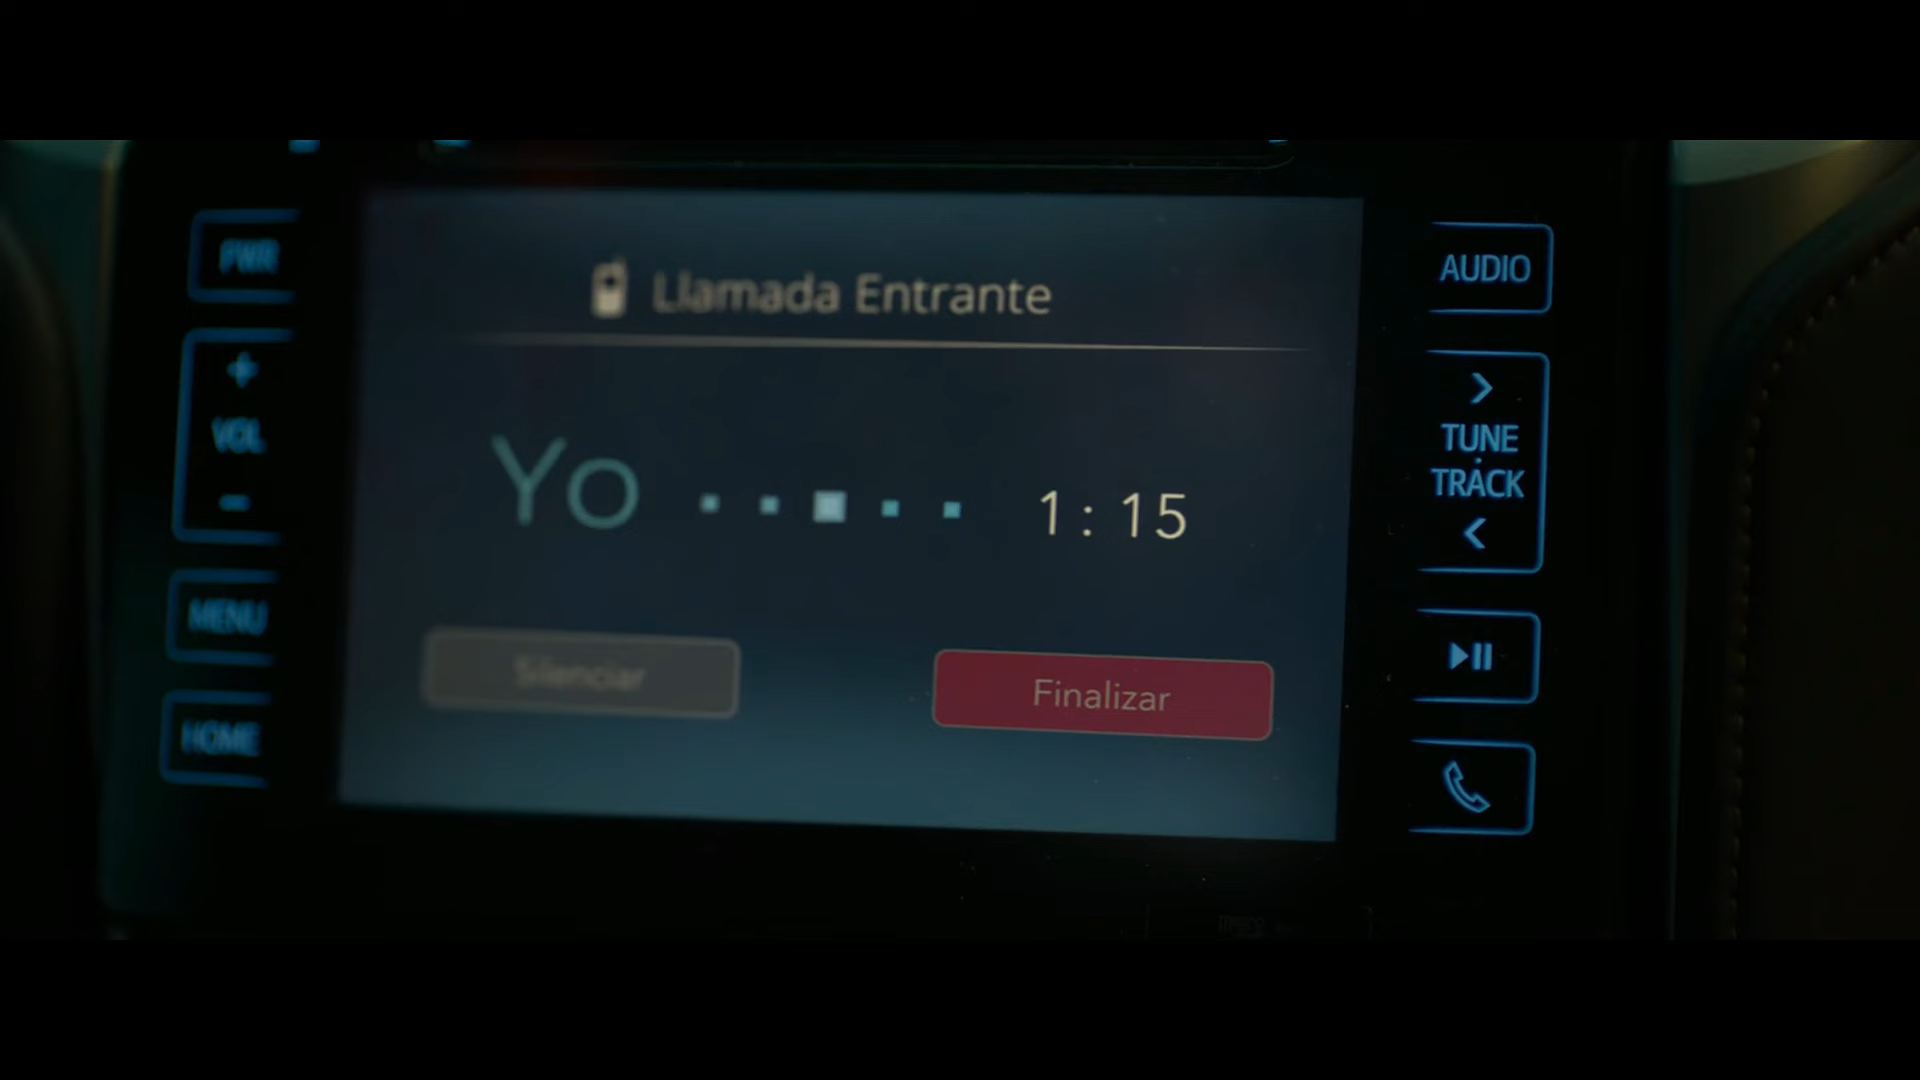 PWR
+
VOL
-
MENU
HOME
Llamada Entrante
Yo
1:15
Silenciar
Finalizar
AUDIO
>
TUNE
TRACK
<